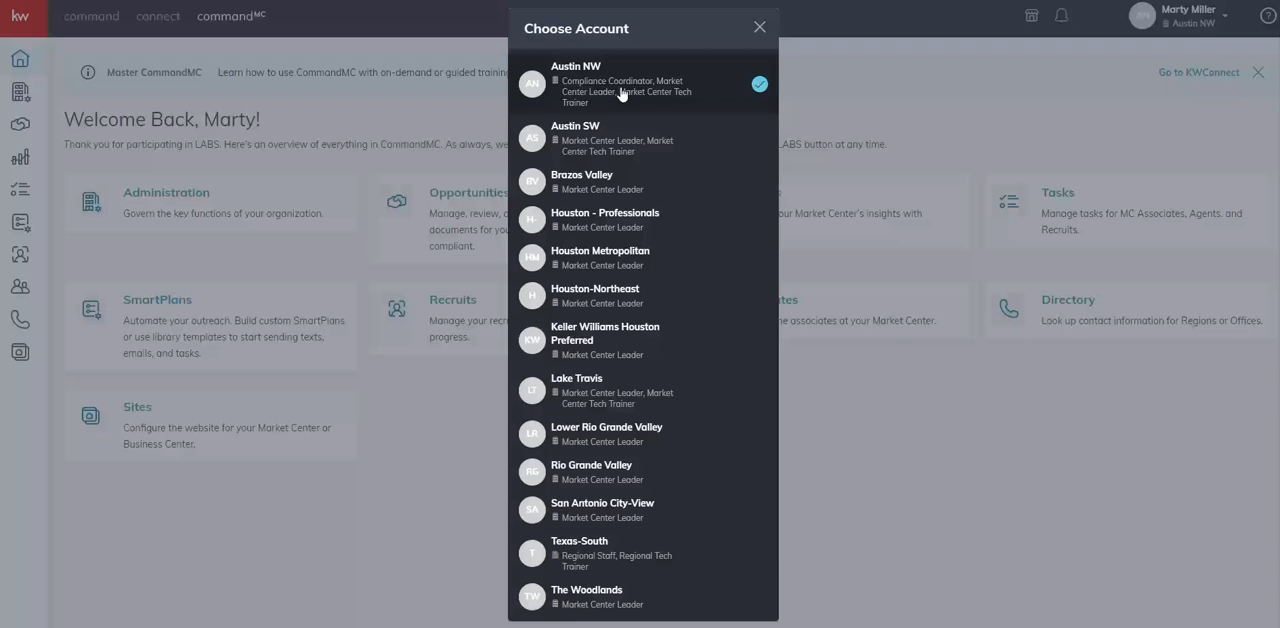 kw command connect commandMC
Marty Miller
Austin NW
Master CommandMC Learn how to use CommandMC with on-demand or guided trainin
Go to KWConnect
Welcome Back, Marty!
Thank you for participating in LABS. Here's an overview of everything in CommandMC. As always, we
LABS button at any time.
Administration
Govern the key functions of your organization.
Opportunities
Manage, review,
documents for you
compliant.
our Market Center's insights with
Tasks
Manage tasks for MC Associates, Agents, and
Recruits.
SmartPlans
Automate your outreach. Build custom SmartPlans
or use library templates to start sending texts,
emails, and tasks.
Recruits
Manage your recr
progress.
ates
he associates at your Market Center.
Directory
Look up contact information for Regions or Offices.
Sites
Configure the website for your Market Center or
Business Center.
Choose Account
AN
Austin NW
Compliance Coordinator, Market
Center Leader, Market Center Tech
Trainer
AS
Austin SW
Market Center Leader, Market
Center Tech Trainer
BV
Brazos Valley
Market Center Leader
H-
Houston - Professionals
Market Center Leader
HM
Houston Metropolitan
Market Center Leader
H
Houston-Northeast
Market Center Leader
KW
Keller Williams Houston
Preferred
Market Center Leader
LT
Lake Travis
Market Center Leader, Market
Center Tech Trainer
LR
Lower Rio Grande Valley
Market Center Leader
RG
Rio Grande Valley
Market Center Leader
SA
San Antonio City-View
Market Center Leader
T
Texas-South
Regional Staff, Regional Tech
Trainer
TW
The Woodlands
Market Center Leader